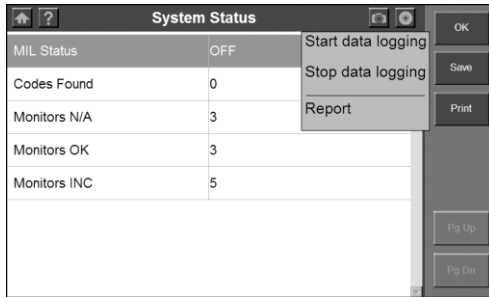 ?
System Status
MIL Status OFF
Codes Found 0
Monitors N/A 3
Monitors OK 3
Monitors INC 5
Start data logging
Stop data logging
Report
OK
Save
Print
Pg Up
Pg Dn